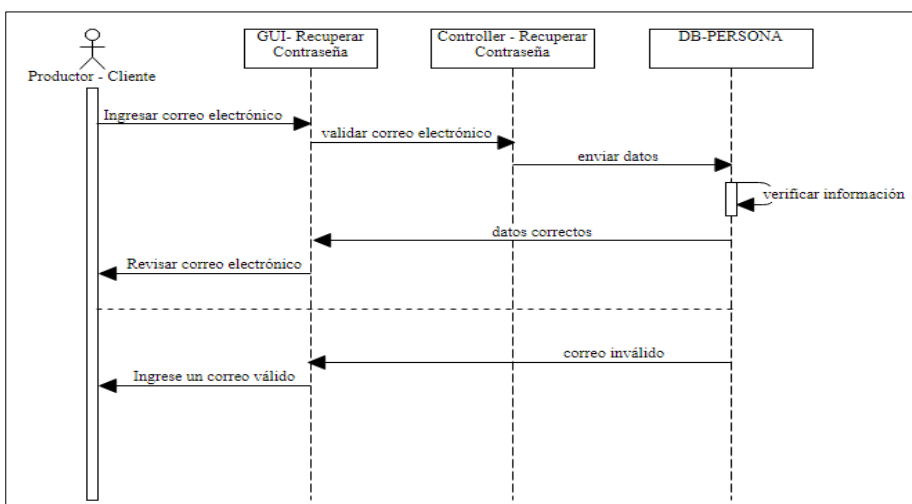 GUI- Recuperar
Contraseña
Controller - Recuperar
Contraseña
DB-PERSONA
Productor - Cliente
Ingresar correo electrónico
validar correo electrónico
enviar datos
verificar información
datos correctos
Revisar correo electrónico
correo inválido
Ingrese un correo válido